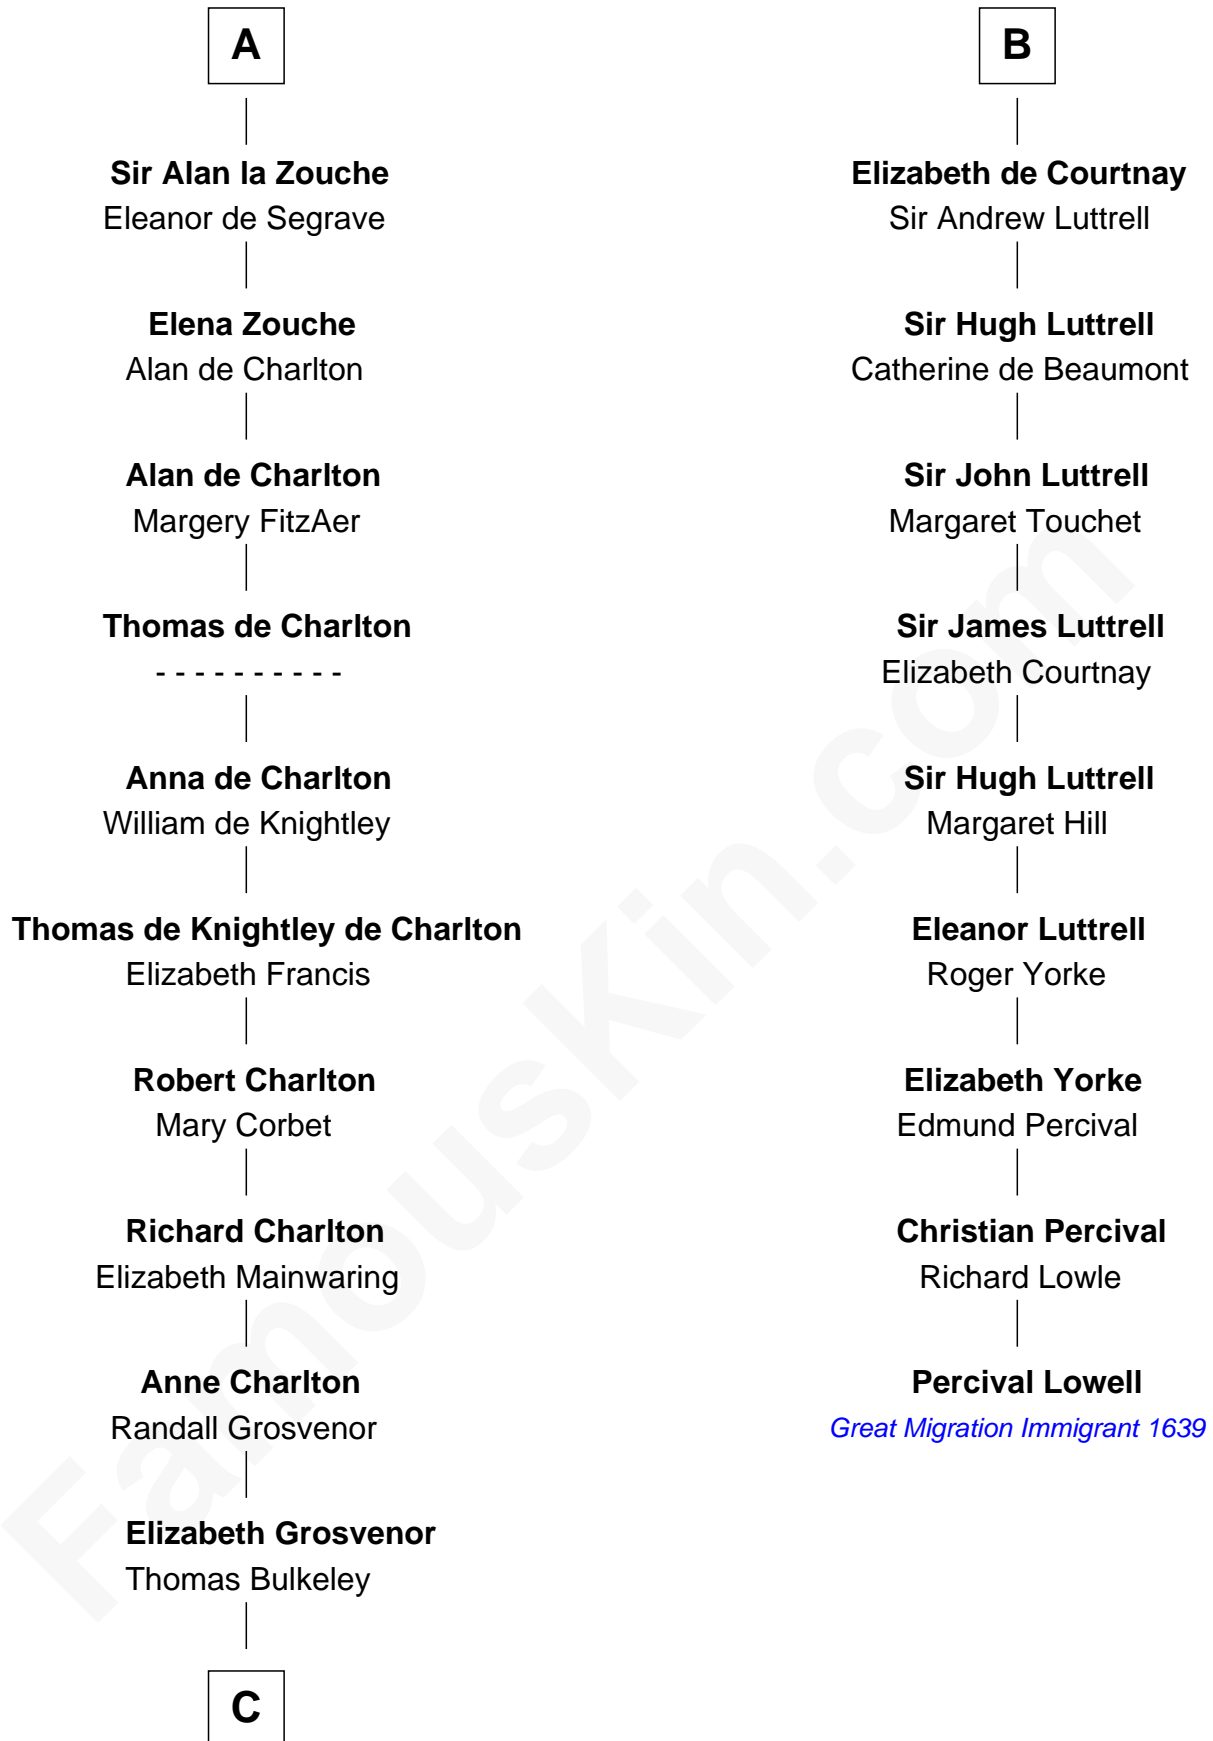 A
Sir Alan la Zouche
Eleanor de Segrave
Elena Zouche
Alan de Charlton
Alan de Charlton
Margery FitzAer
Thomas de Charlton
- - - - - - - - - -
Anna de Charlton
William de Knightley
Thomas de Knightley de Charlton
Elizabeth Francis
Robert Charlton
Mary Corbet
Richard Charlton
Elizabeth Mainwaring
Anne Charlton
Randall Grosvenor
Elizabeth Grosvenor
Thomas Bulkeley
C
B
Elizabeth de Courtnay
Sir Andrew Luttrell
Sir Hugh Luttrell
Catherine de Beaumont
Sir John Luttrell
Margaret Touchet
Sir James Luttrell
Elizabeth Courtnay
Sir Hugh Luttrell
Margaret Hill
Eleanor Luttrell
Roger Yorke
Elizabeth Yorke
Edmund Percival
Christian Percival
Richard Lowle
Percival Lowell
Great Migration Immigrant 1639
FamousKin.com